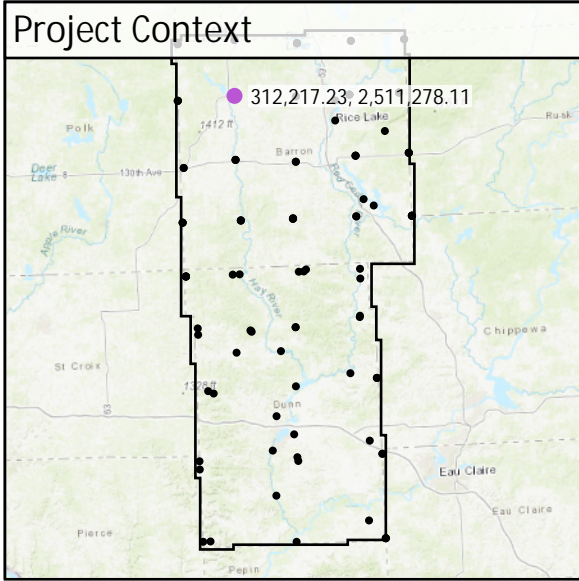 Project Context
312,217.23, 2,511,278.11
Rice Lake
1412 ft
Polk
Rusk
Barron
Deer
Lake 8
130th Ave
Red Cedar River
Apple River
Hay River
Chippewa
St Croix
1328 ft
63
Dunn
Eau Claire
Eau Claire
Pierce
Pepin